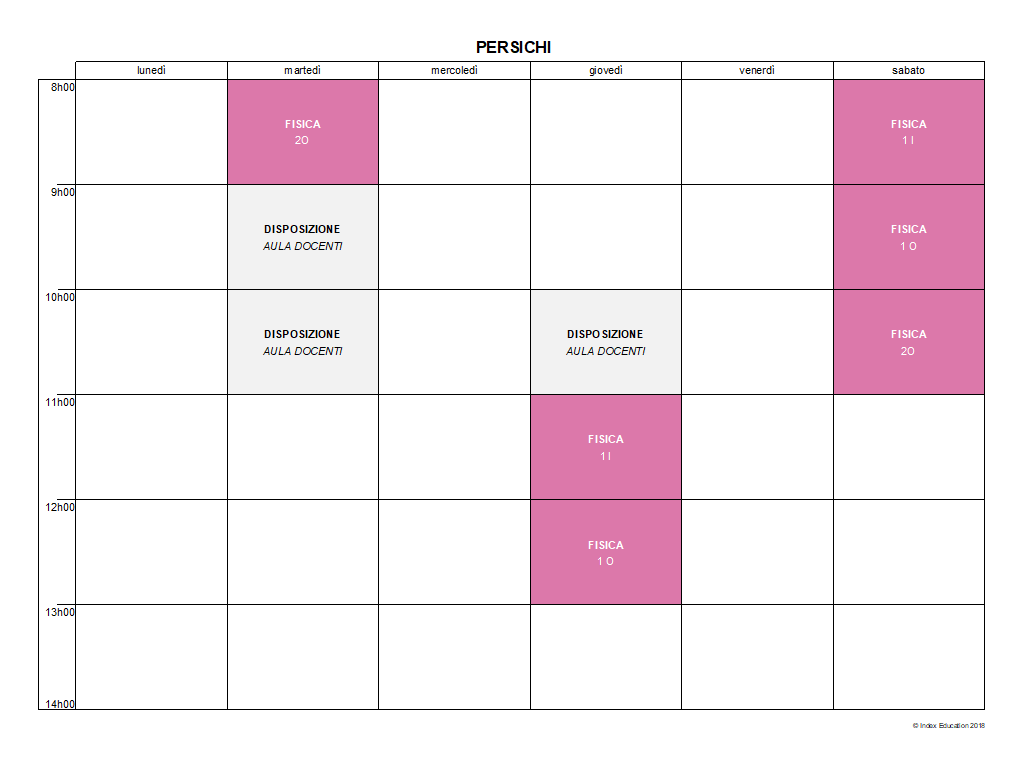 PERSICHI
lunedì martedì mercoledì giovedì venerdì sabato
8h00
FISICA
2O
FISICA
1 I
9h00
DISPOSIZIONE
AULA DOCENTI
FISICA
1 O
10h00
DISPOSIZIONE
AULA DOCENTI
DISPOSIZIONE
AULA DOCENTI
FISICA
2O
11h00
FISICA
1 I
12h00
FISICA
1 O
13h00
14h00
© Index Education 2018